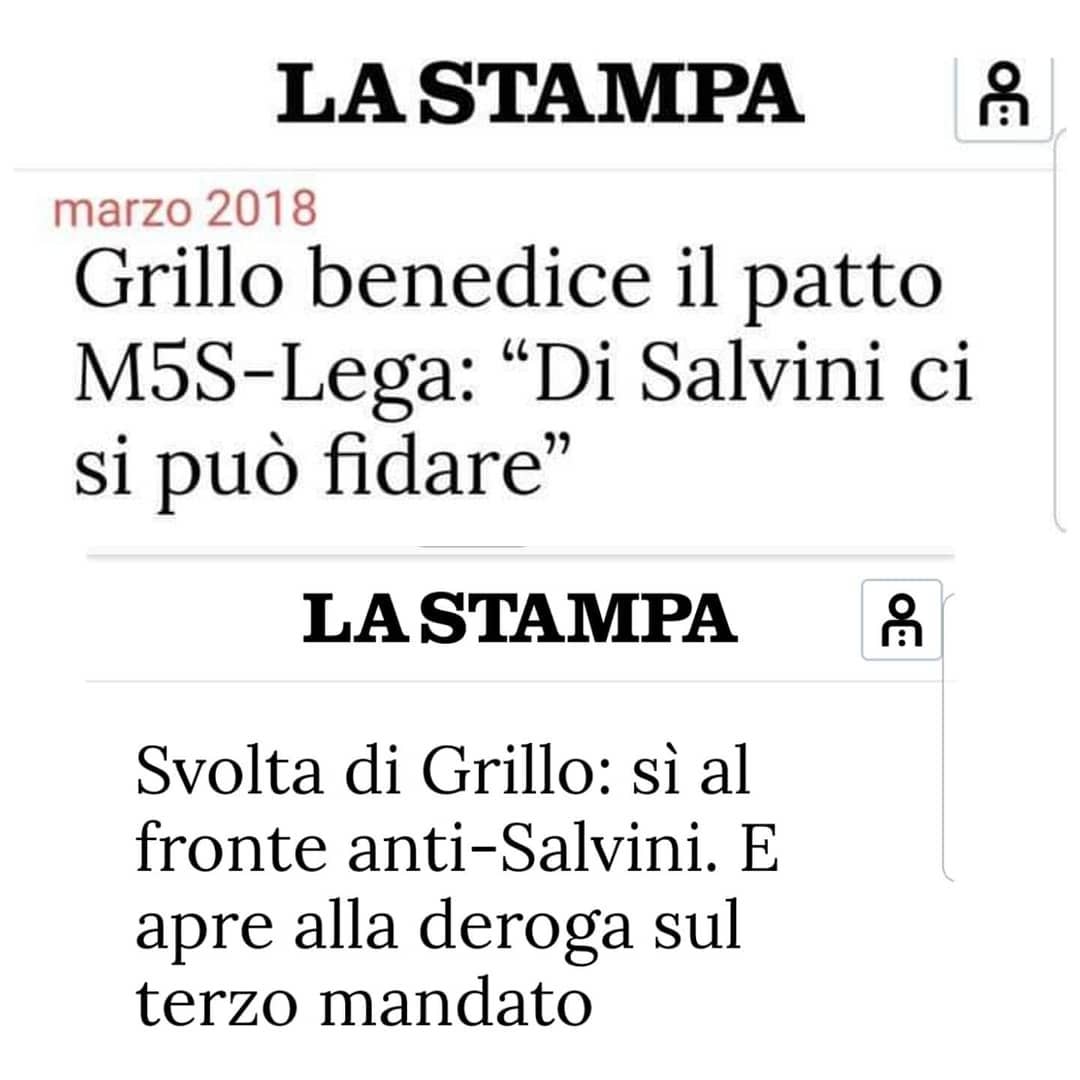 LA STAMPA
marzo 2018
Grillo benedice il patto
M5S-Lega: “Di Salvini ci
si può fidare”
LA STAMPA
Svolta di Grillo: sì al
fronte anti-Salvini. E
apre alla deroga sul
terzo mandato